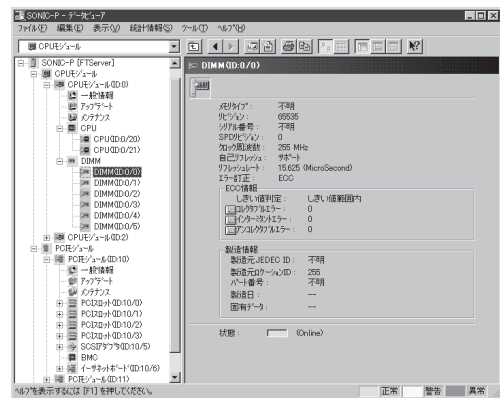 SONIC-P - ﾃﾞｰﾀﾋﾞｭｰｱ
ﾌｧｲﾙ(F) 編集(E) 表示(V) 統計情報(S) ﾂｰﾙ(T) ﾍﾙﾌﾟ(H)
CPUﾓｼﾞｭｰﾙ
SONIC-P [FTServer]
CPUﾓｼﾞｭｰﾙ
CPUﾓｼﾞｭｰﾙ(ID:0)
一般情報
ｱｯﾌﾟﾃﾞｰﾄ
ﾒﾝﾃﾅﾝｽ
CPU
CPU(ID:0/20)
CPU(ID:0/21)
DIMM
DIMM(ID:0/0)
DIMM(ID:0/1)
DIMM(ID:0/2)
DIMM(ID:0/3)
DIMM(ID:0/4)
DIMM(ID:0/5)
CPUﾓｼﾞｭｰﾙ(ID:2)
PCIﾓｼﾞｭｰﾙ
PCIﾓｼﾞｭｰﾙ(ID:10)
一般情報
ｱｯﾌﾟﾃﾞｰﾄ
ﾒﾝﾃﾅﾝｽ
PCIｽﾛｯﾄ(ID:10/0)
PCIｽﾛｯﾄ(ID:10/1)
PCIｽﾛｯﾄ(ID:10/2)
PCIｽﾛｯﾄ(ID:10/3)
SCSIｱﾀﾞﾌﾟﾀ(ID:10/5)
BMC
ｲｰｻﾈｯﾄﾎﾞｰﾄﾞ(ID:10/6)
PCIﾓｼﾞｭｰﾙ(ID:11)
DIMM(ID:0/0)
ﾒﾓﾘﾀｲﾌﾟ: 不明
ﾘﾋﾞｼﾞｮﾝ: 65535
ｼﾘｱﾙ番号: 不明
SPDﾘﾋﾞｼﾞｮﾝ: 0
ｸﾛｯｸ周波数: 255 MHz
自己ﾘﾌﾚｯｼｭ: ｻﾎﾟｰﾄ
ﾘﾌﾚｯｼｭﾚｰﾄ: 15.625 (MicroSecond)
ｴﾗｰ訂正: ECC
ECC情報
しきい値判定: しきい値範囲内
ｺﾚｸﾀﾌﾞﾙｴﾗｰ: 0
ｲﾝﾀｰﾐﾀﾝﾄｴﾗｰ: 0
ｱﾝｺﾚｸﾀﾌﾞﾙｴﾗｰ: 0
製造情報
製造元JEDEC ID: 不明
製造元ﾛｹｰｼｮﾝID: 255
ﾊﾟｰﾄ番号: 不明
製造日: --
固有ﾃﾞｰﾀ: --
状態: (Online)
ﾍﾙﾌﾟを表示するには [F1] を押してください。
正常 警告 異常